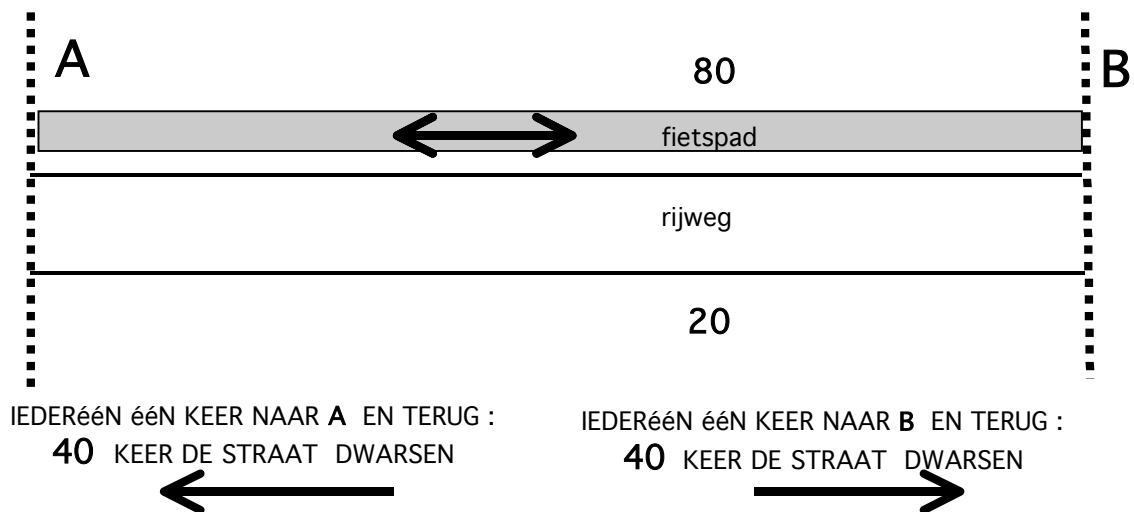 A
80
B
fietspad
rijweg
20
IEDERééN ééN KEER NAAR A EN TERUG :
40 KEER DE STRAAT DWARSEN
IEDERééN ééN KEER NAAR B EN TERUG :
40 KEER DE STRAAT DWARSEN